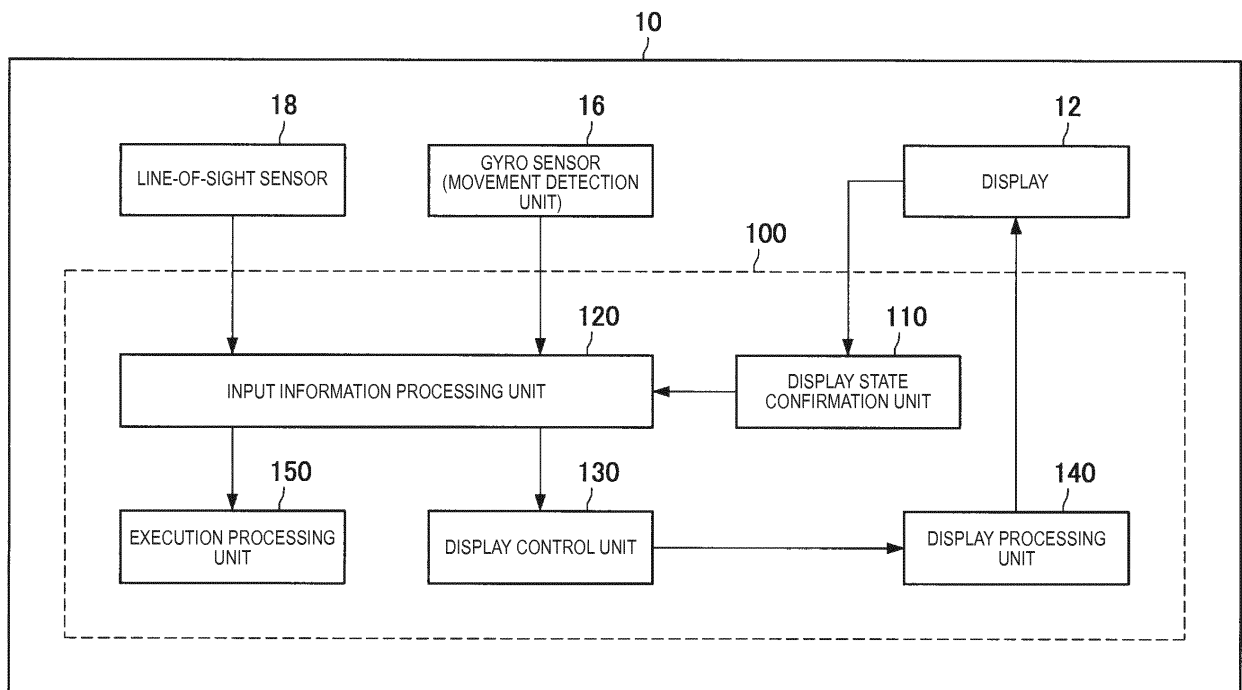 10
18
16
12
LINE-OF-SIGHT SENSOR
GYRO SENSOR
(MOVEMENT DETECTION
UNIT)
DISPLAY
100
120
110
INPUT INFORMATION PROCESSING UNIT
DISPLAY STATE
CONFIRMATION UNIT
150
130
140
EXECUTION PROCESSING
UNIT
DISPLAY CONTROL UNIT
DISPLAY PROCESSING
UNIT